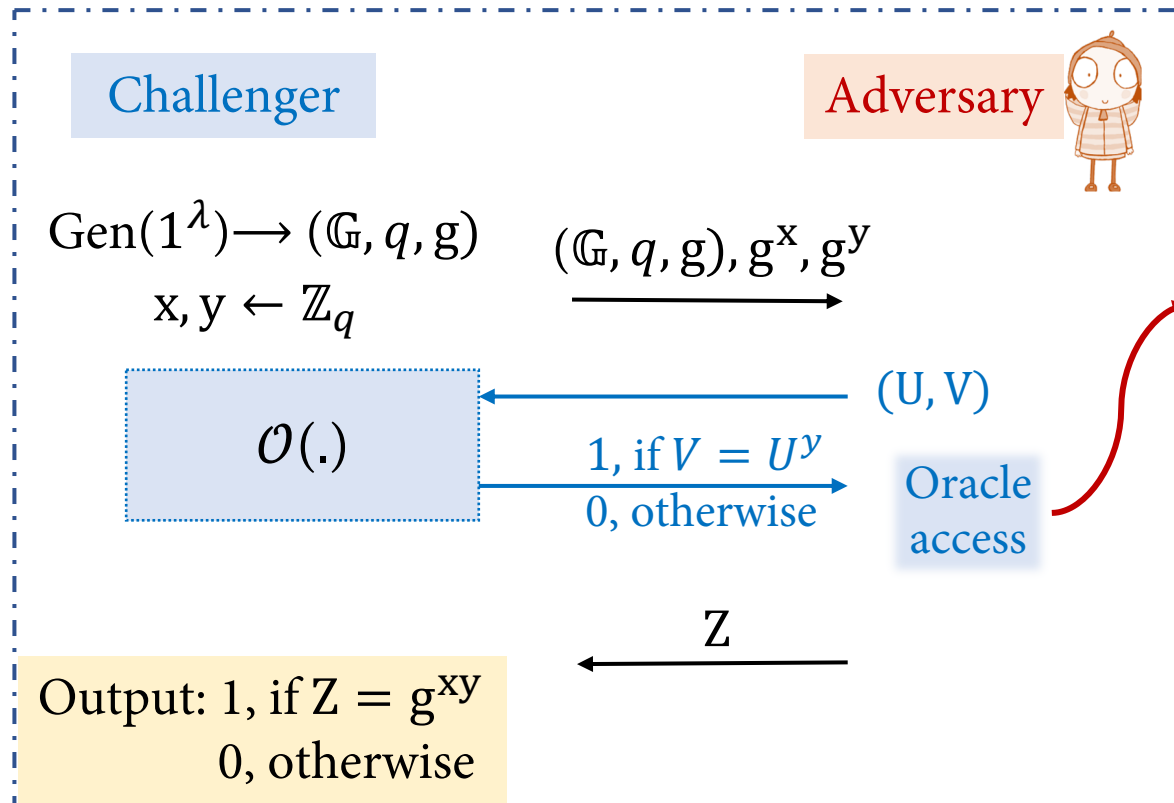 Challenger
Adversary
Gen(1^λ)⟶ (𝔾, q, g)
x, y ← ℤ_q
(𝔾, q, g), g^x, g^y
(U, V)
𝒪(.)
1, if V = U^y
0, otherwise
Oracle
access
Z
Output: 1, if Z = g^xy
0, otherwise